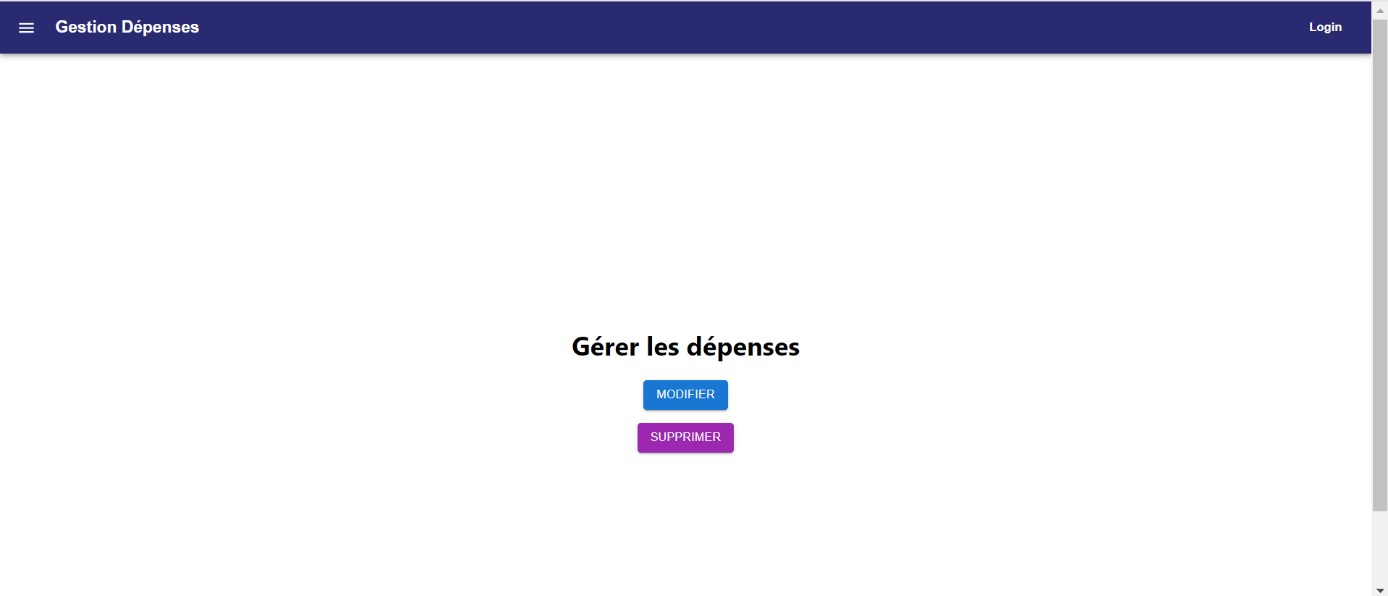 Gestion Dépenses
Login
Gérer les dépenses
MODIFIER
SUPPRIMER